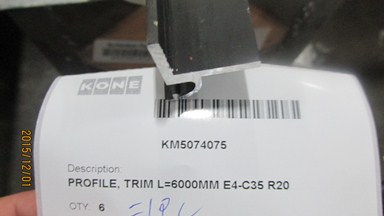 KONE
KM5074075
Description:
PROFILE, TRIM L=6000MM E4-C35 R20
QTY: 6
2015/12/01